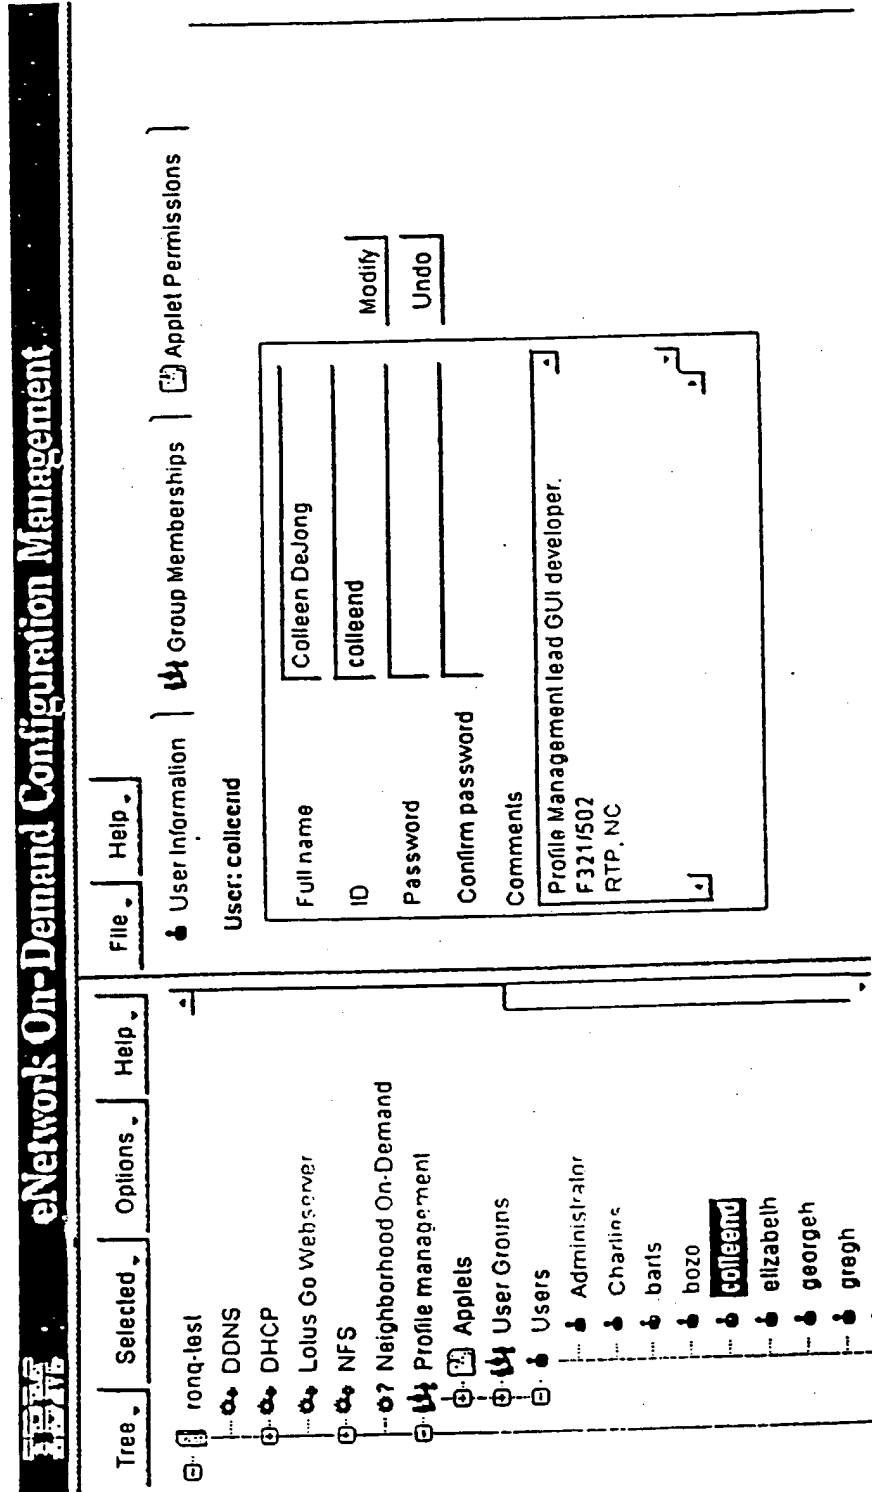 IBM eNetwork On-Demand Configuration Management
Tree Selected Options Help
ronq-test
DDNS
DHCP
Lotus Go Webserver
NFS
? Neighborhood On-Demand
Profile management
Applets
User Groups
Users
Administrator
Charlins
barls
bozo
colleend
elizabeth
georgeh
gregh
File Help
User Information Group Memberships Applet Permissions
User: colleend
Full name Colleen DeJong
ID colleend
Password
Confirm password
Comments
Profile Management lead GUI developer.
F321/502
RTP, NC
Modify
Undo